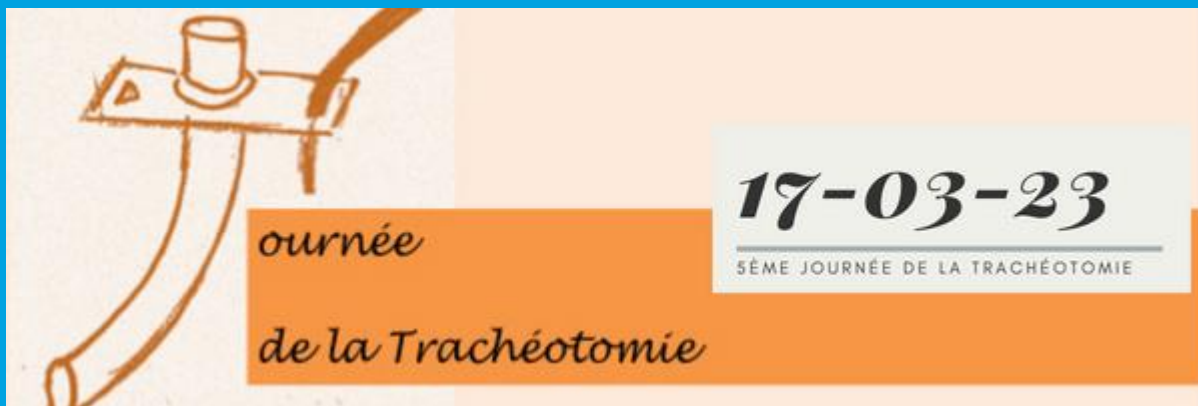 ournée
de la Trachéotomie
17-03-23
5ÈME JOURNÉE DE LA TRACHÉOTOMIE